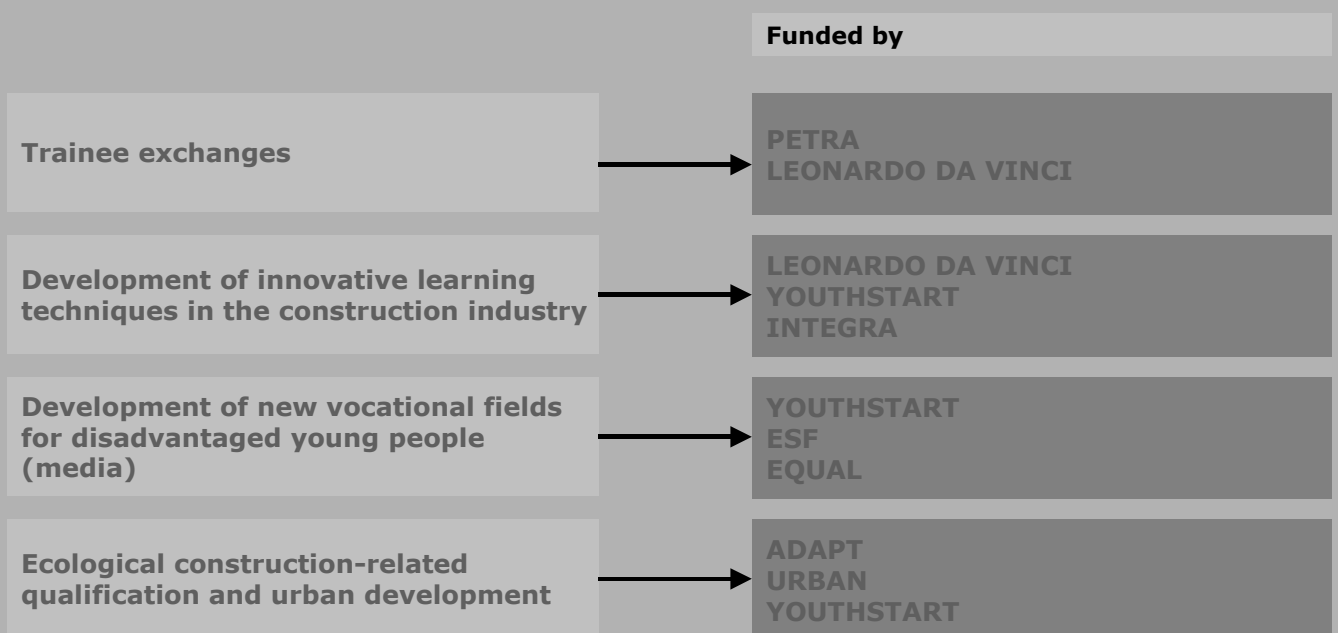 Funded by
Trainee exchanges
PETRA
LEONARDO DA VINCI
Development of innovative learning
techniques in the construction industry
LEONARDO DA VINCI
YOUTHSTART
INTEGRA
Development of new vocational fields
for disadvantaged young people
(media)
YOUTHSTART
ESF
EQUAL
Ecological construction-related
qualification and urban development
ADAPT
URBAN
YOUTHSTART